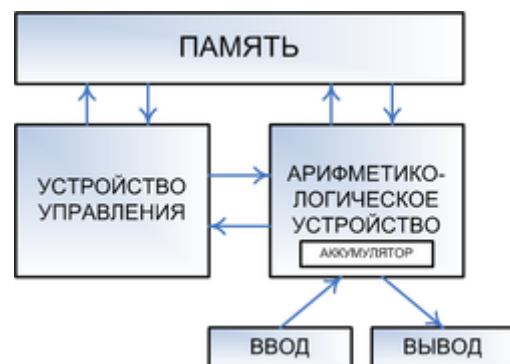 ПАМЯТЬ
УСТРОЙСТВО
УПРАВЛЕНИЯ
АРИФМЕТИКО-
ЛОГИЧЕСКОЕ
УСТРОЙСТВО
АККУМУЛЯТОР
ВВОД
ВЫВОД